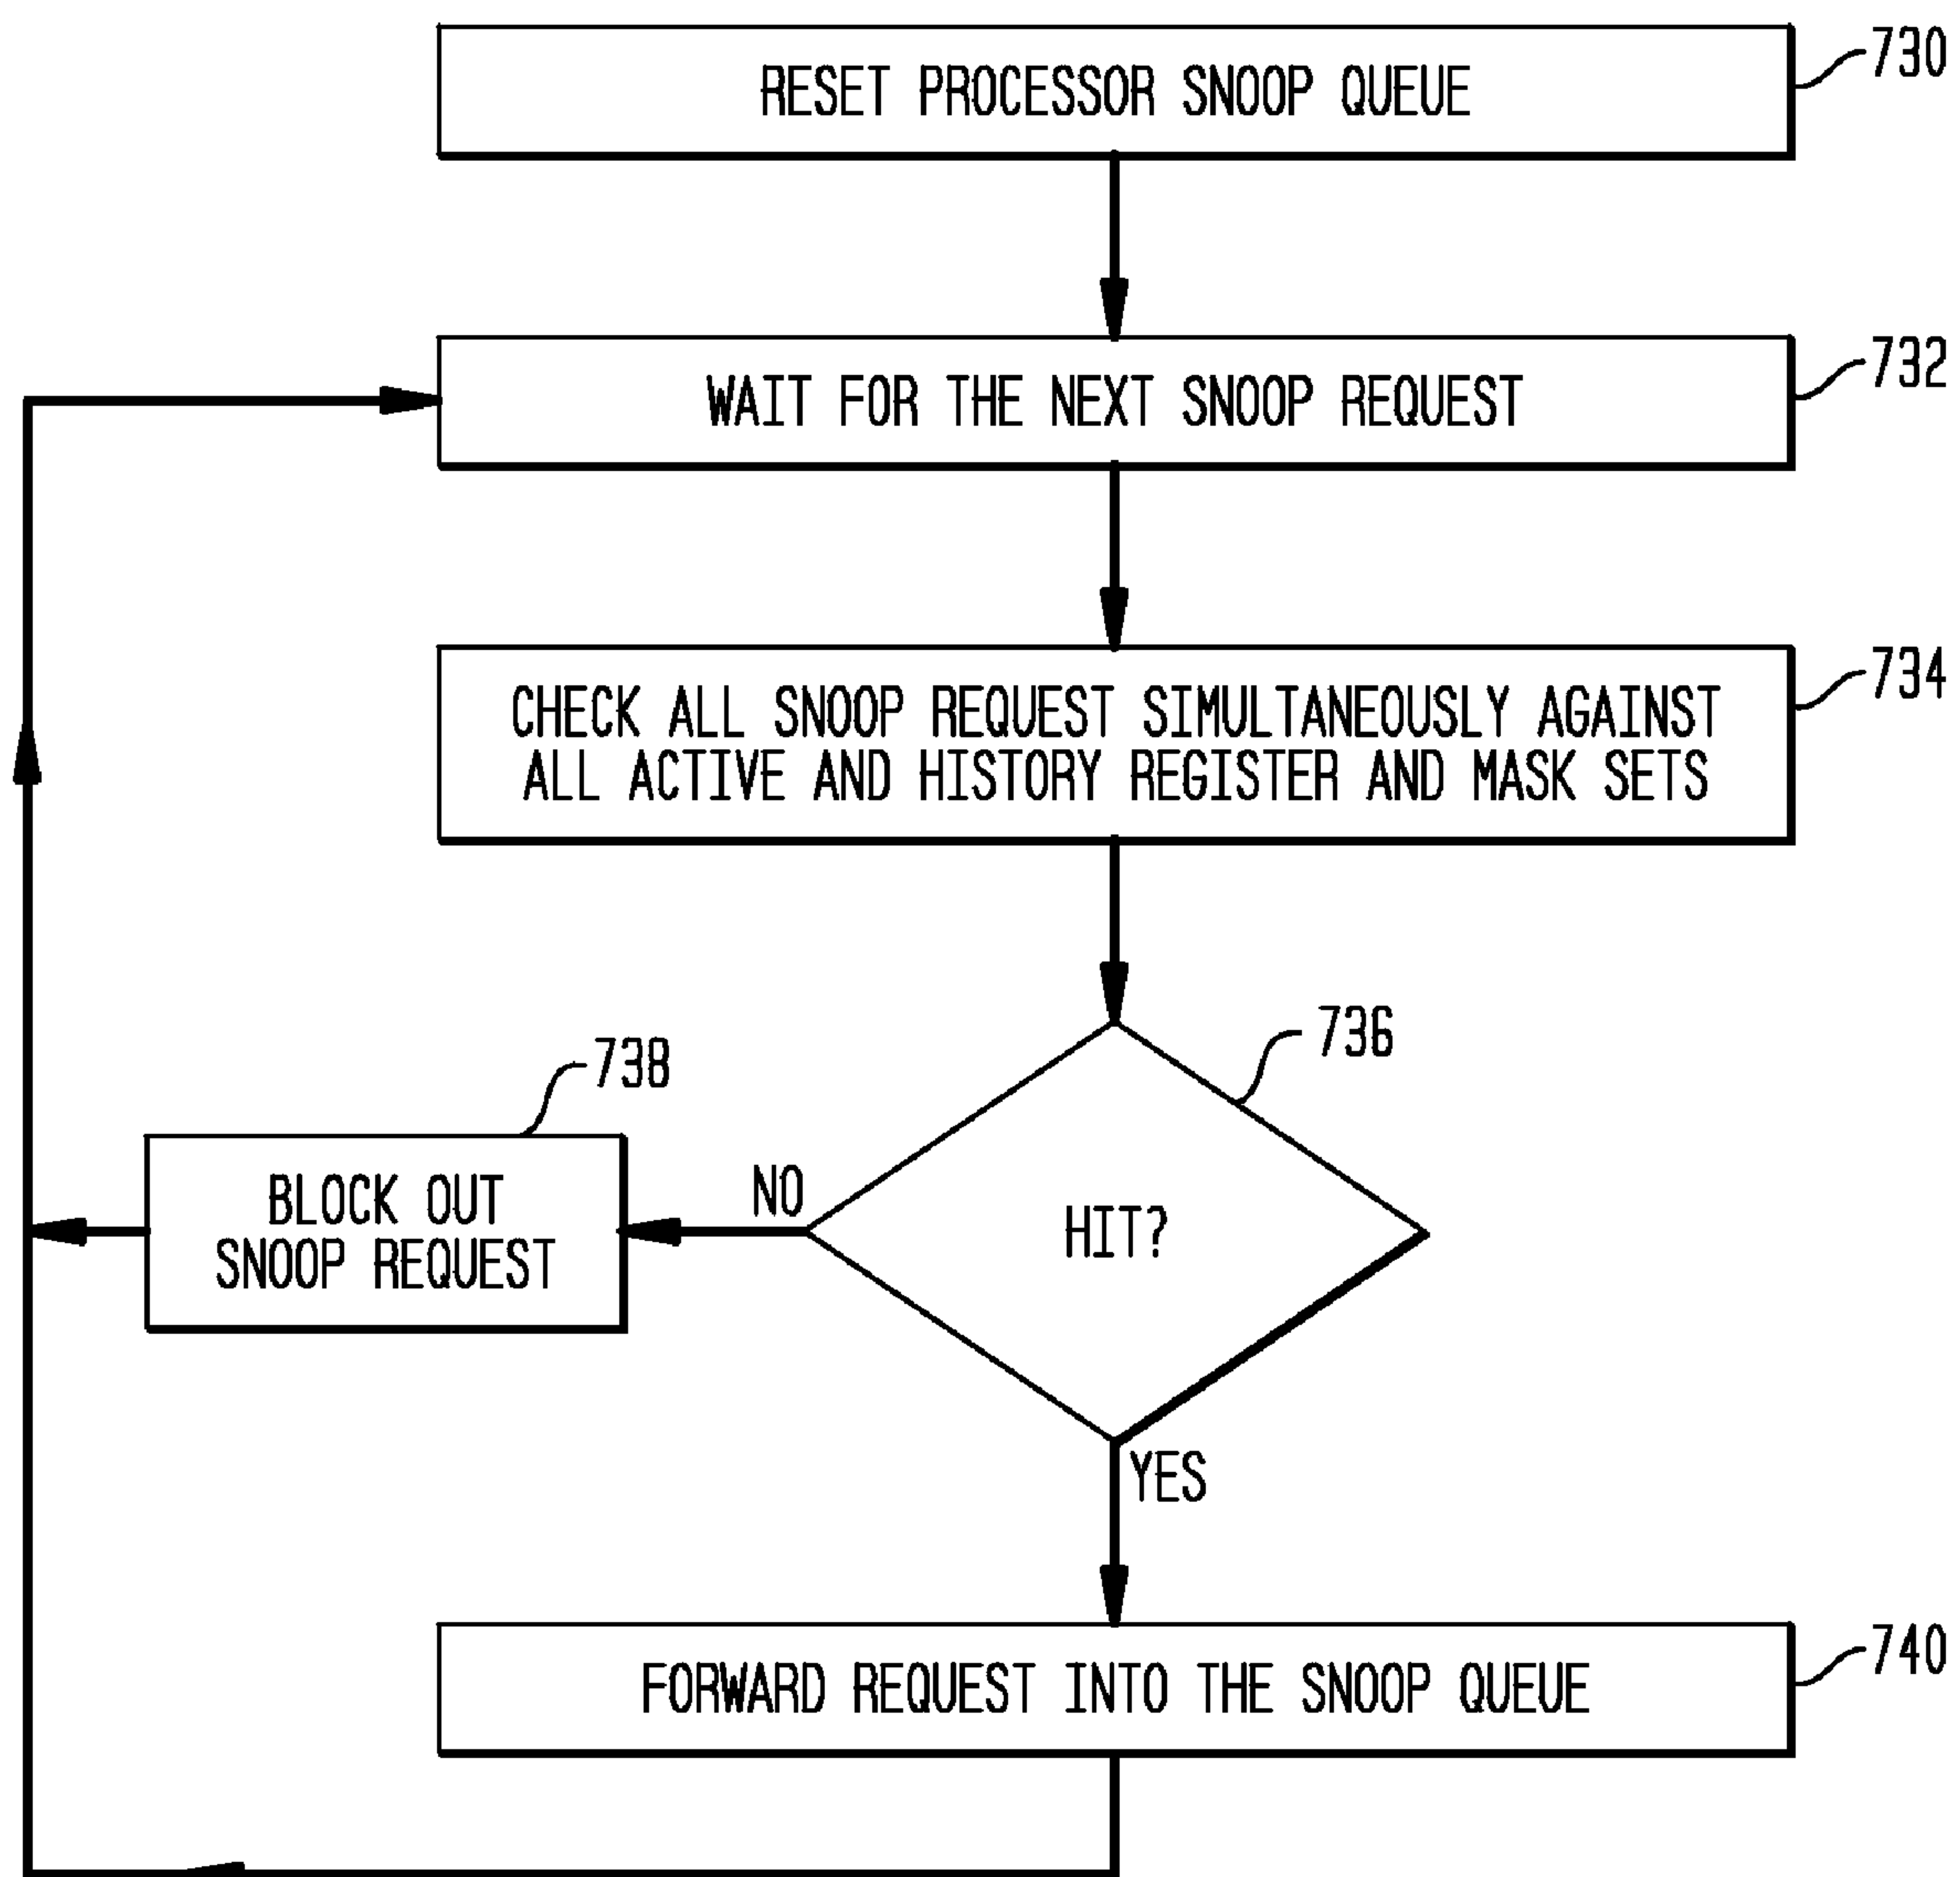 RESET PROCESSOR SNOOP QUEUE
730
WAIT FOR THE NEXT SNOOP REQUEST
732
CHECK ALL SNOOP REQUEST SIMULTANEOUSLY AGAINST
ALL ACTIVE AND HISTORY REGISTER AND MASK SETS
734
HIT?
736
NO
738
BLOCK OUT
SNOOP REQUEST
YES
FORWARD REQUEST INTO THE SNOOP QUEUE
740